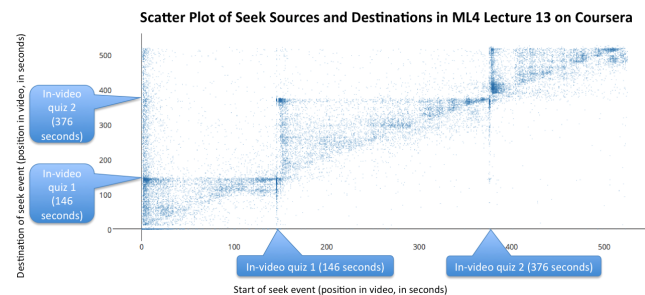 Scatter Plot of Seek Sources and Destinations in ML4 Lecture 13 on Coursera
Destination of seek event (position in video, in seconds)
500
400
300
200
100
0
In-video
quiz 2
(376
seconds)
In-video
quiz 1
(146
seconds)
0
100
200
300
400
500
In-video quiz 1 (146 seconds)
In-video quiz 2 (376 seconds)
Start of seek event (position in video, in seconds)